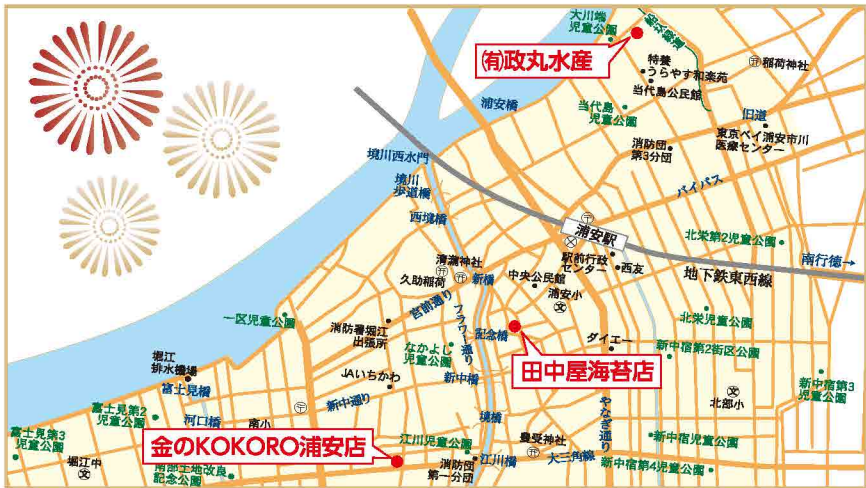 大川端
児童公園
船圦緑道
㈲政丸水産
特養
うらやす和楽苑
当代島公民館
稲荷神社
浦安橋
当代島
児童公園
旧道
東京ベイ浦安市川
医療センター
消防団
第3分団
境川西水門
境川
歩道橋
バイパス
西境橋
浦安駅
北栄第2児童公園
清瀧神社
久助稲荷
新橋
駅前行政
センター
西友
南行徳→
地下鉄東西線
中央公民館
浦安小
文
宮前通り
フラワー通り
一区児童公園
消防署堀江
出張所
記念橋
北栄児童公園
ダイエー
なかよし
児童公園
新中宿第2街区公園
堀江
排水機場
田中屋海苔店
新中橋
JAいちかわ
新中宿第3
児童公園
富士見橋
新中通り
文
北部小
やなぎ通り
富士見第2
児童公園
河口橋
南小
境橋
富士見第3
児童公園
金のKOKORO浦安店
江川児童公園
豊受神社
新中宿児童公園
堀江中
文
南部土地改良
記念公園
消防団
第一分団
江川橋
大三角線
新中宿第4児童公園